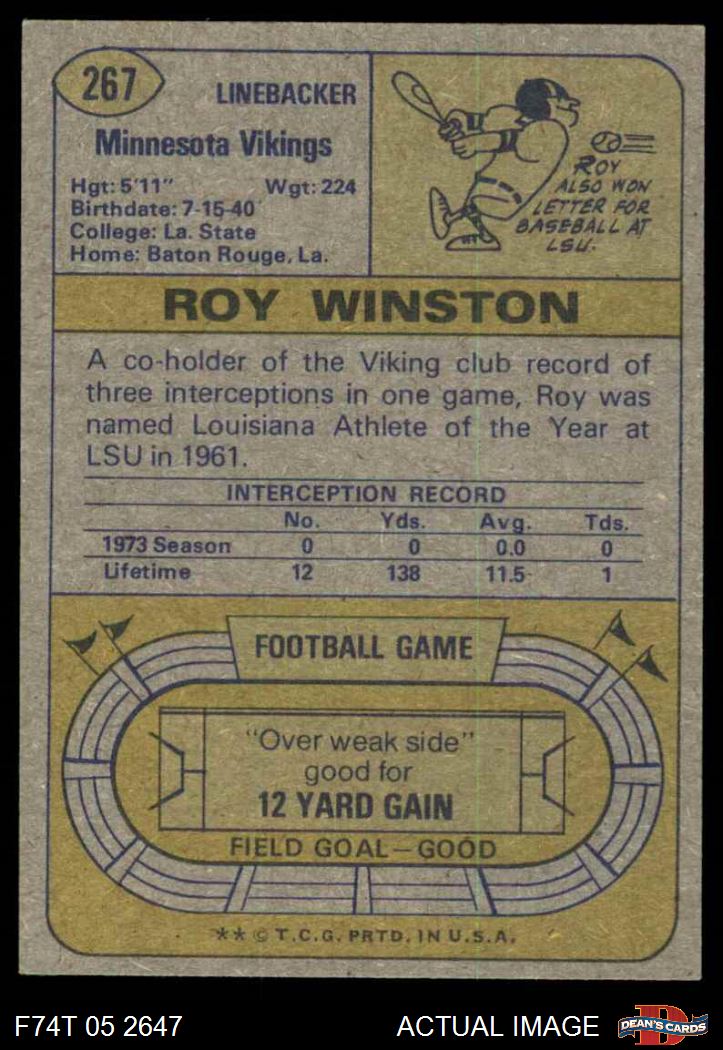 267
LINEBACKER
Minnesota Vikings
Hgt: 5'11" Wgt: 224
Birthdate: 7-15-40
College: La. State
Home: Baton Rouge, La.
ROY
ALSO WON
LETTER FOR
BASEBALL AT
LSU.
ROY WINSTON
A co-holder of the Viking club record of
three interceptions in one game, Roy was
named Louisiana Athlete of the Year at
LSU in 1961.
INTERCEPTION RECORD
No. Yds. Avg. Tds.
1973 Season 0 0 0.0 0
Lifetime 12 138 11.5 1
FOOTBALL GAME
"Over weak side"
good for
12 YARD GAIN
FIELD GOAL—GOOD
** © T.C.G. PRTD. IN U.S.A.
F74T 05 2647 ACTUAL IMAGE
D
DEAN'S CARDS